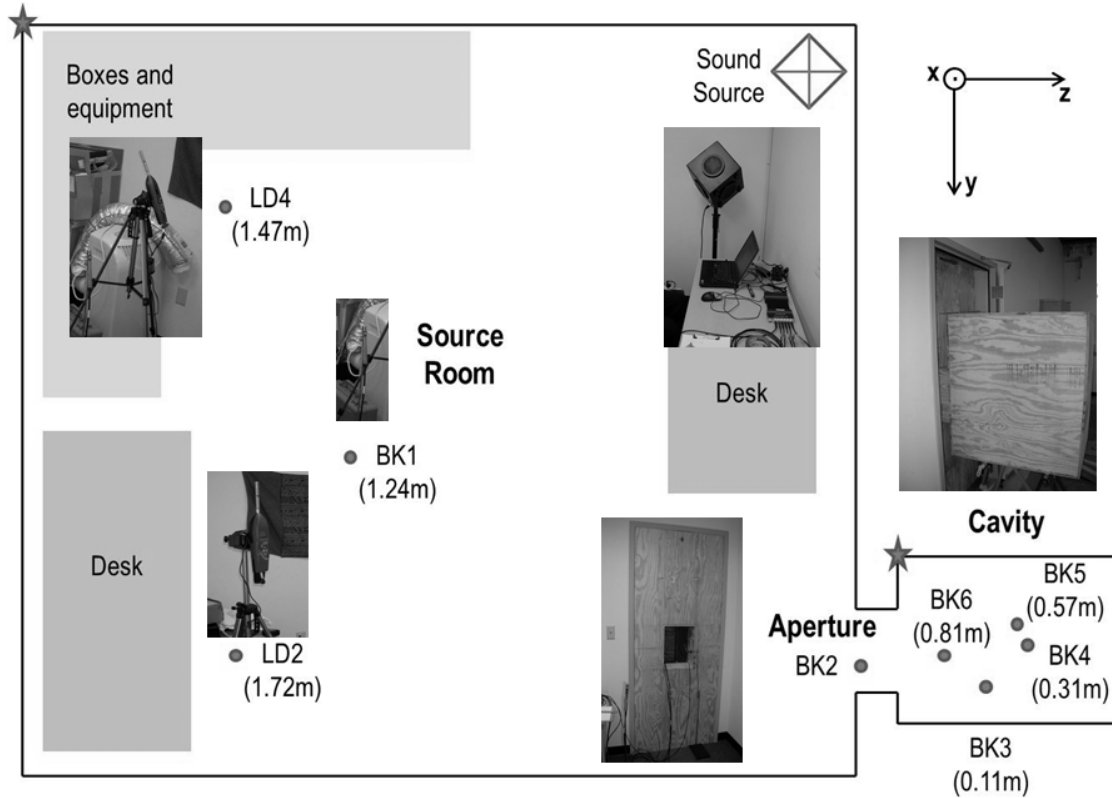 Boxes and
equipment
Sound
Source
x
z
y
LD4
(1.47m)
Source
Room
Desk
BK1
(1.24m)
Cavity
Desk
BK5
(0.57m)
BK6
(0.81m)
Aperture
BK2
BK4
(0.31m)
LD2
(1.72m)
BK3
(0.11m)